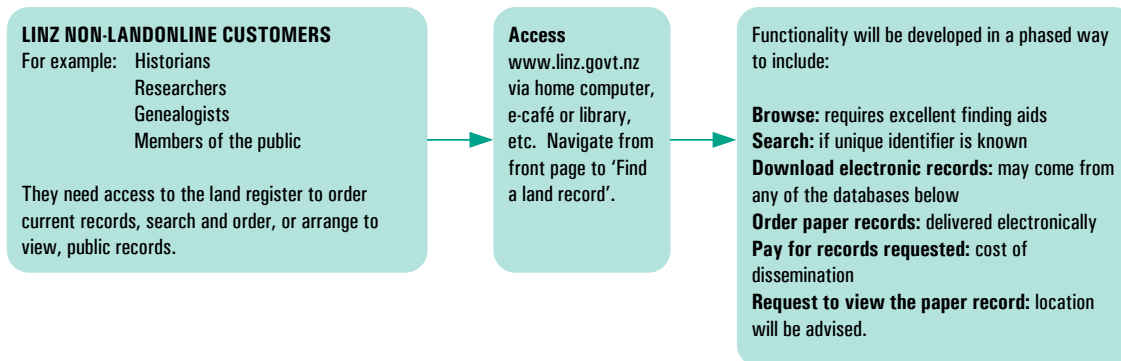 LINZ NON-LANDONLINE CUSTOMERS
For example: Historians
Researchers
Genealogists
Members of the public
They need access to the land register to order
current records, search and order, or arrange to
view, public records.
Access
www.linz.govt.nz
via home computer,
e-café or library,
etc. Navigate from
front page to ‘Find
a land record’.
Functionality will be developed in a phased way
to include:
Browse: requires excellent finding aids
Search: if unique identifier is known
Download electronic records: may come from
any of the databases below
Order paper records: delivered electronically
Pay for records requested: cost of
dissemination
Request to view the paper record: location
will be advised.